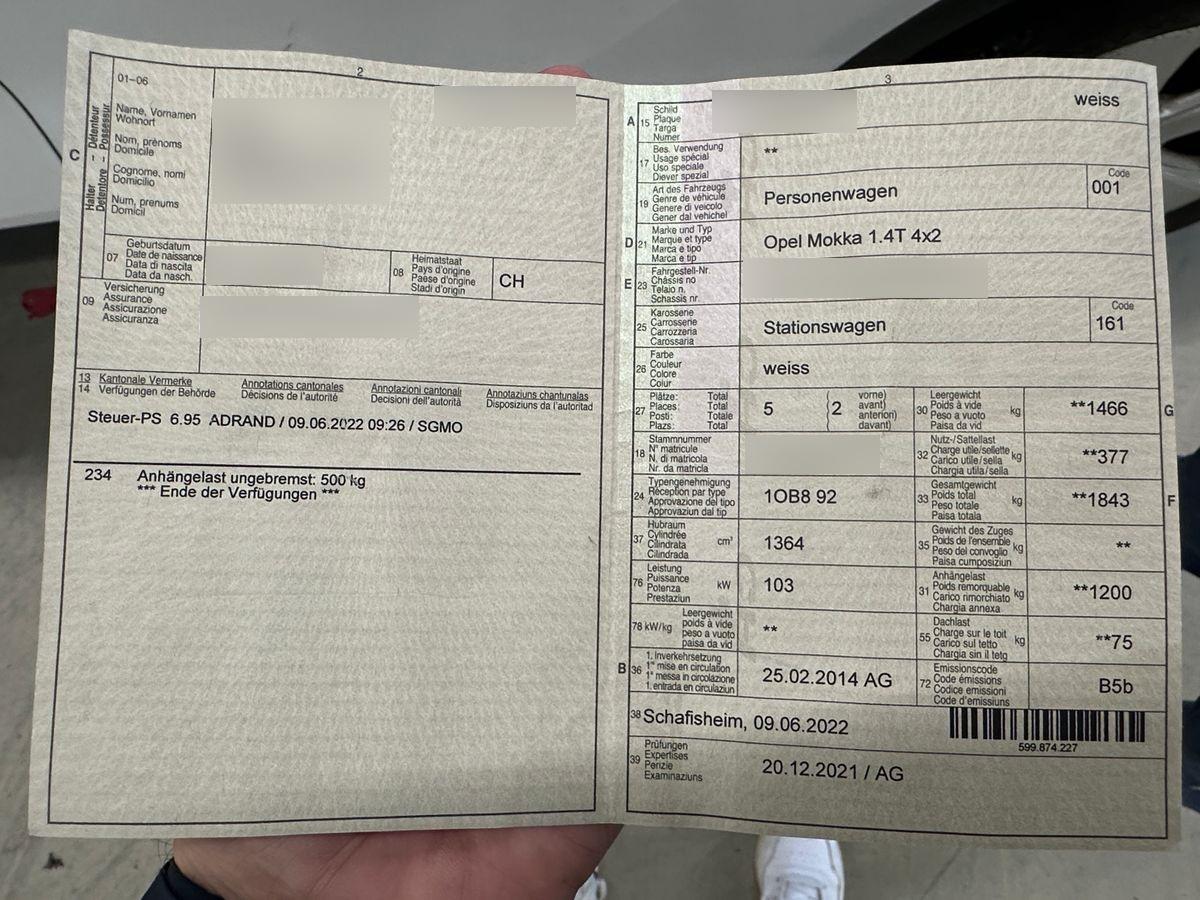 2
01–06
C
Halter – Détenteur
Detentore – Possessur
Name, Vornamen
Wohnort
Nom, prénoms
Domicile
Cognome, nomi
Domicilio
Num, prenums
Domicil
07
Geburtsdatum
Date de naissance
Data di nascita
Data da nasch.
08
Heimatstaat
Pays d'origine
Paese d'origine
Stadi d'origin
CH
09
Versicherung
Assurance
Assicurazione
Assicuranza
13 Kantonale Vermerke Annotations cantonales Annotazioni cantonali Annotaziuns chantunalas
14 Verfügungen der Behörde Décisions de l'autorité Decisioni dell'autorità Disposiziuns da l'autoritad
Steuer-PS 6.95 ADRAND / 09.06.2022 09:26 / SGMO
234 Anhängelast ungebremst: 500 kg
*** Ende der Verfügungen ***
3
A 15
Schild
Plaque
Targa
Numer
weiss
17
Bes. Verwendung
Usage spécial
Uso speciale
Diever spezial
**
19
Art des Fahrzeugs
Genre de véhicule
Genere di veicolo
Gener dal vehichel
Personenwagen
Code
001
D 21
Marke und Typ
Marque et type
Marca e tipo
Marca e tip
Opel Mokka 1.4T 4x2
E 23
Fahrgestell-Nr.
Châssis no
Telaio n.
Schassis nr.
25
Karosserie
Carrosserie
Carrozzeria
Carossaria
Stationswagen
Code
161
26
Farbe
Couleur
Colore
Colur
weiss
27
Plätze: Total
Places: Total
Posti: Totale
Plazs: Total
5
2
vorne)
avant)
anteriori)
davant)
30
Leergewicht
Poids à vide
Peso a vuoto
Paisa da vid
kg
**1466
G
18
Stammnummer
N° matricule
N. di matricola
Nr. da matricla
32
Nutz-/Sattellast
Charge utile/sellette
Carico utile/sella
Chargia utila/sella
kg
**377
24
Typengenehmigung
Réception par type
Approvazione del tipo
Approvaziun dal tip
1OB8 92
33
Gesamtgewicht
Poids total
Peso totale
Paisa totala
kg
**1843
F
37
Hubraum
Cylindrée
Cilindrata
Cilindrada
cm³
1364
35
Gewicht des Zuges
Poids de l'ensemble
Peso del convoglio
Paisa cumposiziun
kg
**
76
Leistung
Puissance
Potenza
Prestaziun
kW
103
31
Anhängelast
Poids remorquable
Carico rimorchiato
Chargia annexa
kg
**1200
78 kW/kg
Leergewicht
poids à vide
peso a vuoto
paisa da vid
**
55
Dachlast
Charge sur le toit
Carico sul tetto
Chargia sin il tetg
kg
**75
B 36
1. Inverkehrsetzung
1re mise en circulation
1a messa in circolazione
1. entrada en circulaziun
25.02.2014 AG
72
Emissionscode
Code émissions
Codice emissioni
Code d'emissiuns
B5b
38 Schafisheim, 09.06.2022
599.874.227
39
Prüfungen
Expertises
Perizie
Examinaziuns
20.12.2021 / AG